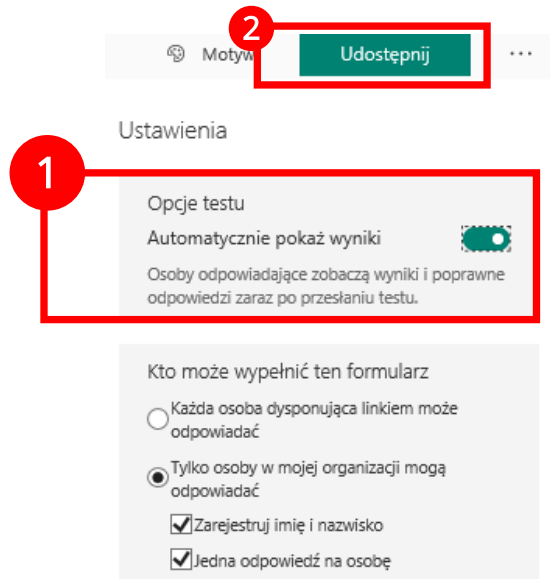 2
Motyw
Udostępnij
...
Ustawienia
1
Opcje testu
Automatycznie pokaż wyniki
Osoby odpowiadające zobaczą wyniki i poprawne
odpowiedzi zaraz po przesłaniu testu.
Kto może wypełnić ten formularz
Każda osoba dysponująca linkiem może
odpowiadać
Tylko osoby w mojej organizacji mogą
odpowiadać
Zarejestruj imię i nazwisko
Jedna odpowiedź na osobę